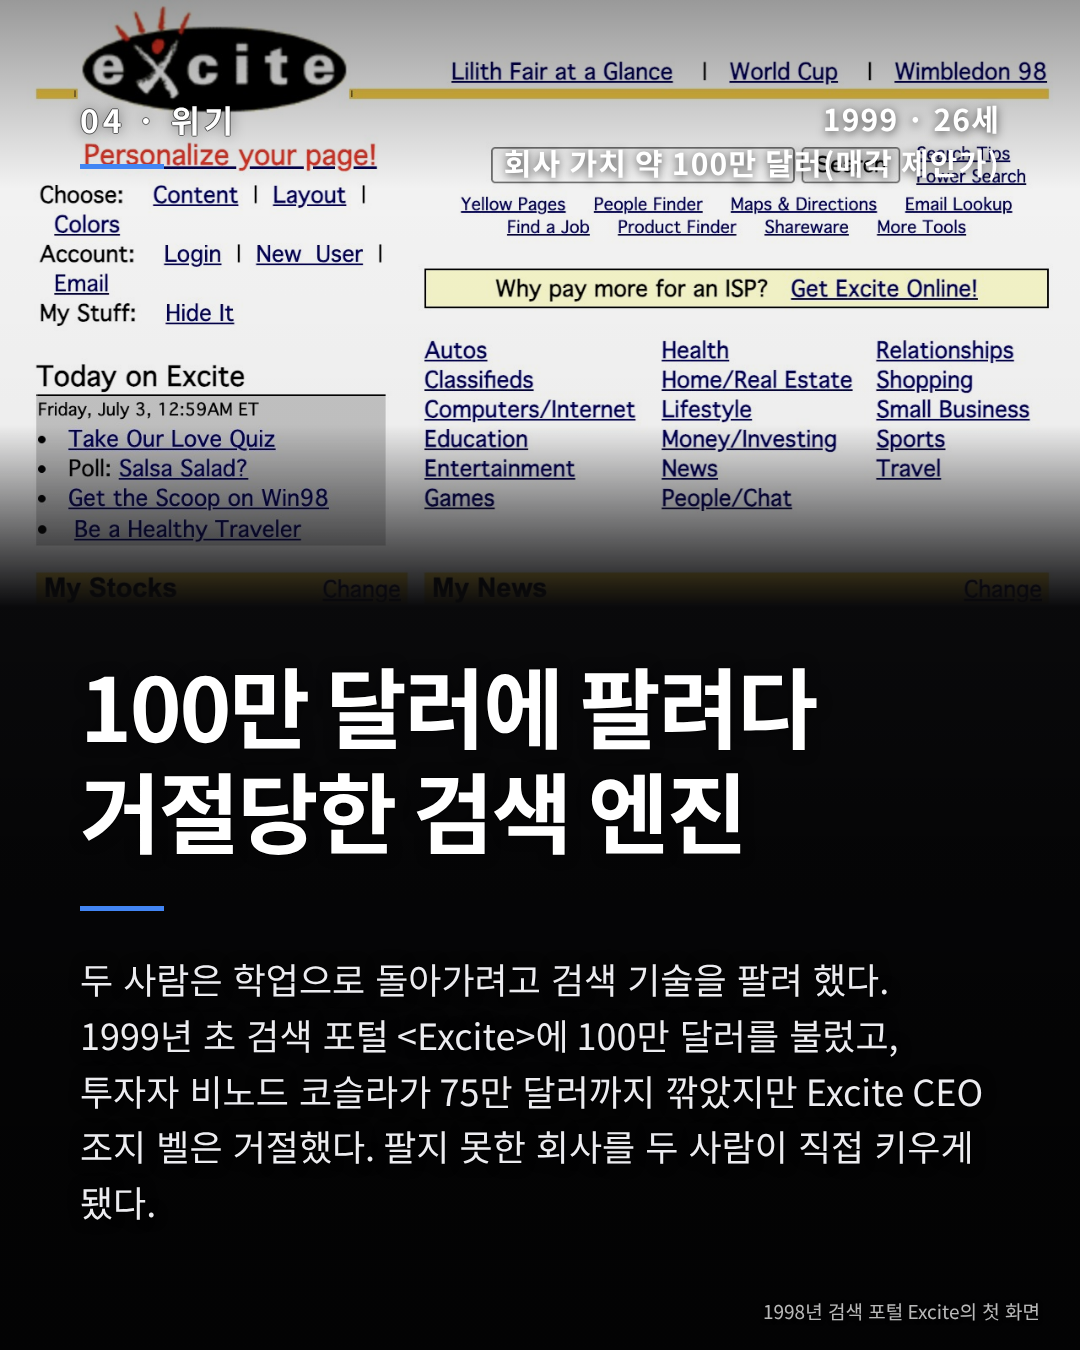 excite
Lilith Fair at a Glance | World Cup | Wimbledon 98
04 · 위기
1999 · 26세
Personalize your page!
회사 가치 약 100만 달러(매각 제안가)
Search
Search Tips
Power Search
Choose: Content | Layout |
Colors
Account: Login | New User |
Email
My Stuff: Hide It
Yellow Pages People Finder Maps & Directions Email Lookup
Find a Job Product Finder Shareware More Tools
Why pay more for an ISP? Get Excite Online!
Today on Excite
Friday, July 3, 12:59AM ET
• Take Our Love Quiz
• Poll: Salsa Salad?
• Get the Scoop on Win98
• Be a Healthy Traveler
Autos Health Relationships
Classifieds Home/Real Estate Shopping
Computers/Internet Lifestyle Small Business
Education Money/Investing Sports
Entertainment News Travel
Games People/Chat
My Stocks Change
My News Change
100만 달러에 팔려다
거절당한 검색 엔진
두 사람은 학업으로 돌아가려고 검색 기술을 팔려 했다.
1999년 초 검색 포털 <Excite>에 100만 달러를 불렀고,
투자자 비노드 코슬라가 75만 달러까지 깎았지만 Excite CEO
조지 벨은 거절했다. 팔지 못한 회사를 두 사람이 직접 키우게
됐다.
1998년 검색 포털 Excite의 첫 화면